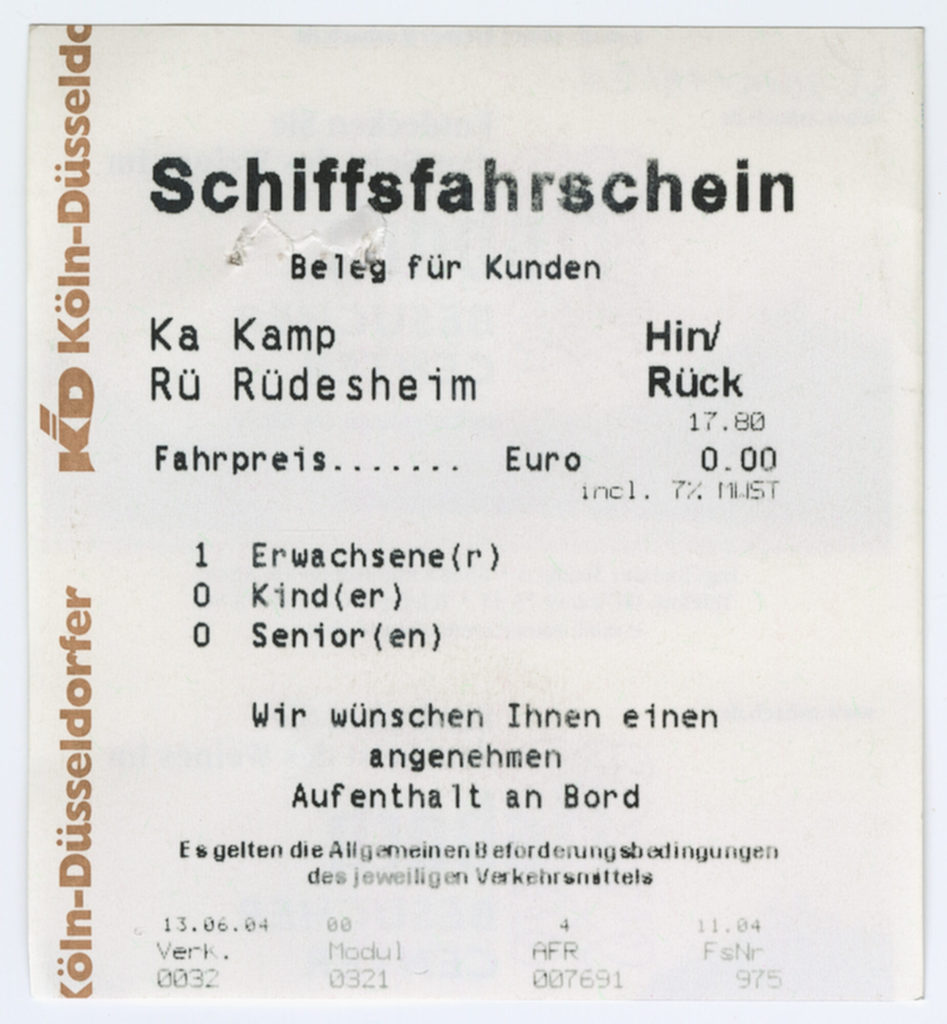 Schiffsfahrschein
Beleg für Kunden
Ka Kamp Hin/
Rü Rüdesheim Rück
17.80
Fahrpreis....... Euro 0.00
incl. 7% MWST
1 Erwachsene(r)
0 Kind(er)
0 Senior(en)
Wir wünschen Ihnen einen
angenehmen
Aufenthalt an Bord
Es gelten die Allgemeinen Beförderungsbedingungen
des jeweiligen Verkehrsmittels
13.06.04 00 4 11.04
Verk. Modul AFR FsNr
0032 0321 007691 975
Köln-Düsseldorfer
KD Köln-Düsseldo